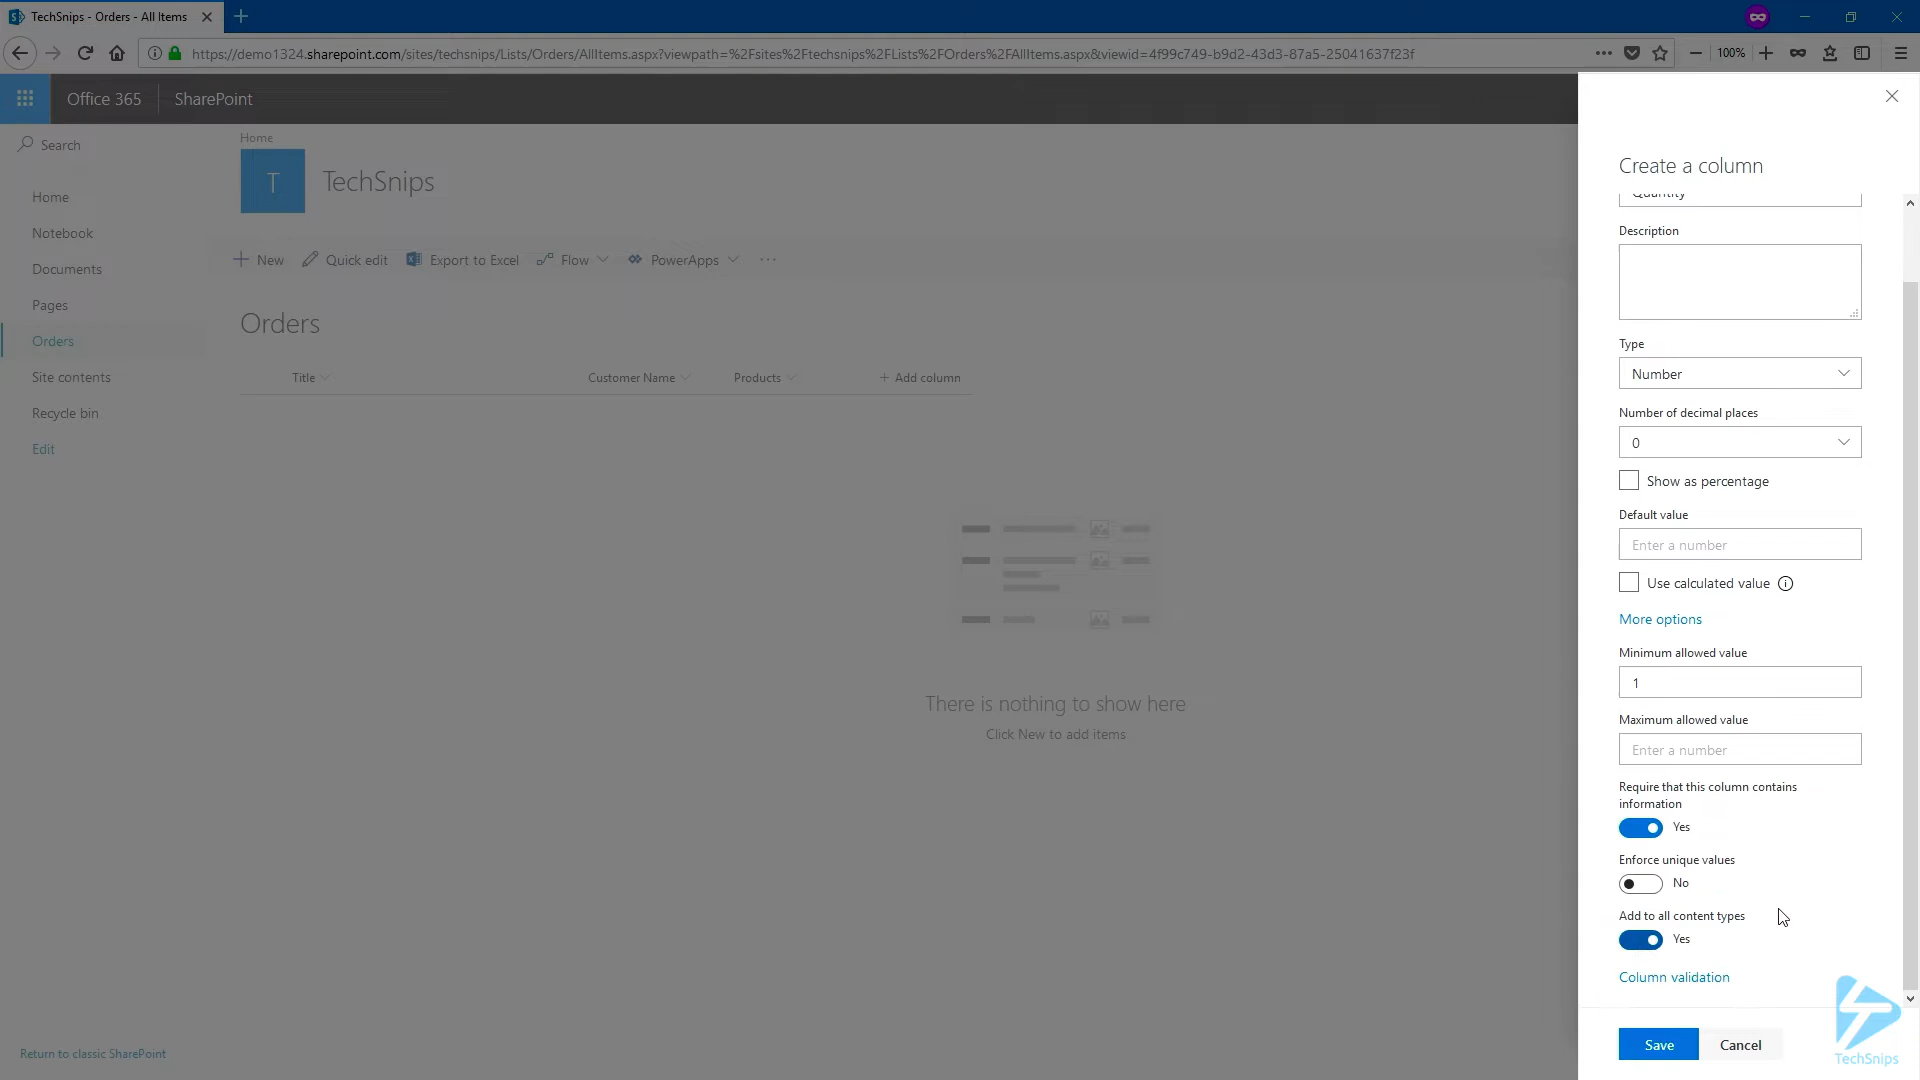 TechSnips - Orders - All Items
https://demo1324.sharepoint.com/sites/techsnips/Lists/Orders/AllItems.aspx?viewpath=%2Fsites%2Ftechsnips%2FLists%2FOrders%2FAllItems.aspx&viewid=4f99c749-b9d2-43d3-87a5-25041637f23f
100%
Office 365
SharePoint
Search
Home
Notebook
Documents
Pages
Orders
Site contents
Recycle bin
Edit
Return to classic SharePoint
Home
T
TechSnips
New
Quick edit
Export to Excel
Flow
PowerApps
Orders
Title
Customer Name
Products
+ Add column
There is nothing to show here
Click New to add items
Create a column
Quantity
Description
Type
Number
Number of decimal places
0
Show as percentage
Default value
Enter a number
Use calculated value
More options
Minimum allowed value
1
Maximum allowed value
Enter a number
Require that this column contains
information
Yes
Enforce unique values
No
Add to all content types
Yes
Column validation
Save
Cancel
TechSnips